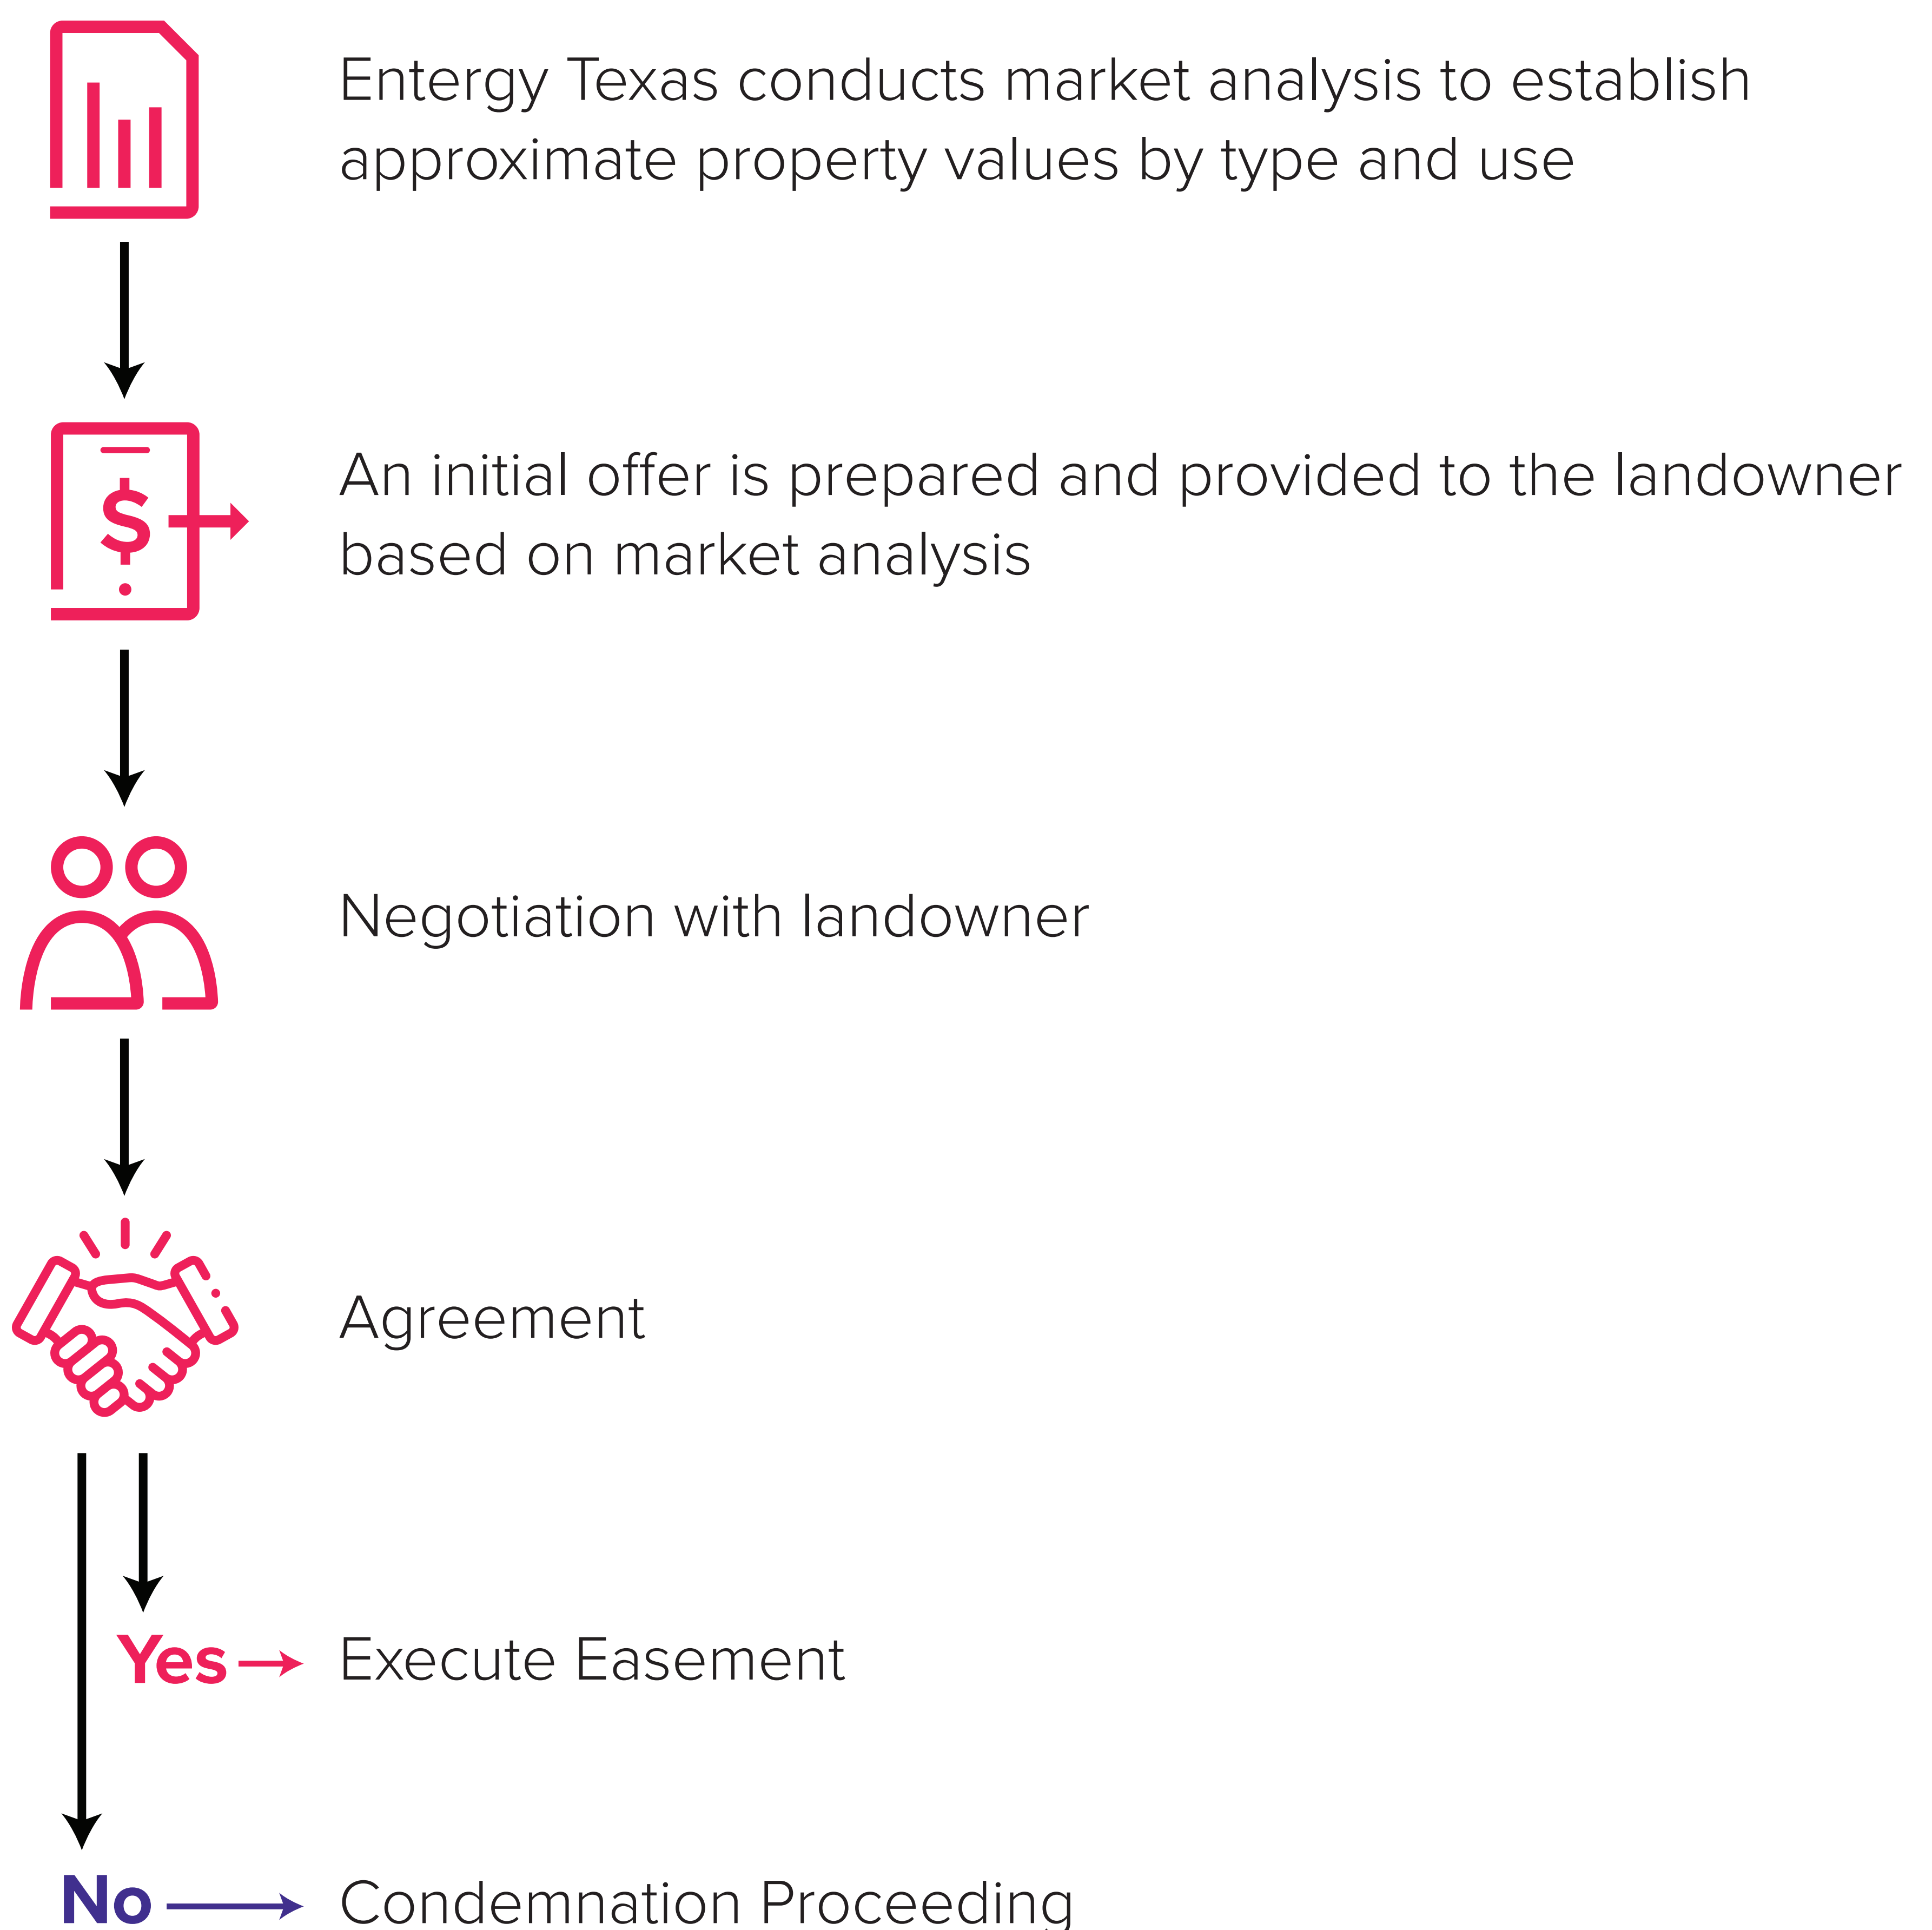 Entergy Texas conducts market analysis to establish
approximate property values by type and use
$
An initial offer is prepared and provided to the landowner
based on market analysis
Negotiation with landowner
Agreement
Yes Execute Easement
No Condemnation Proceeding